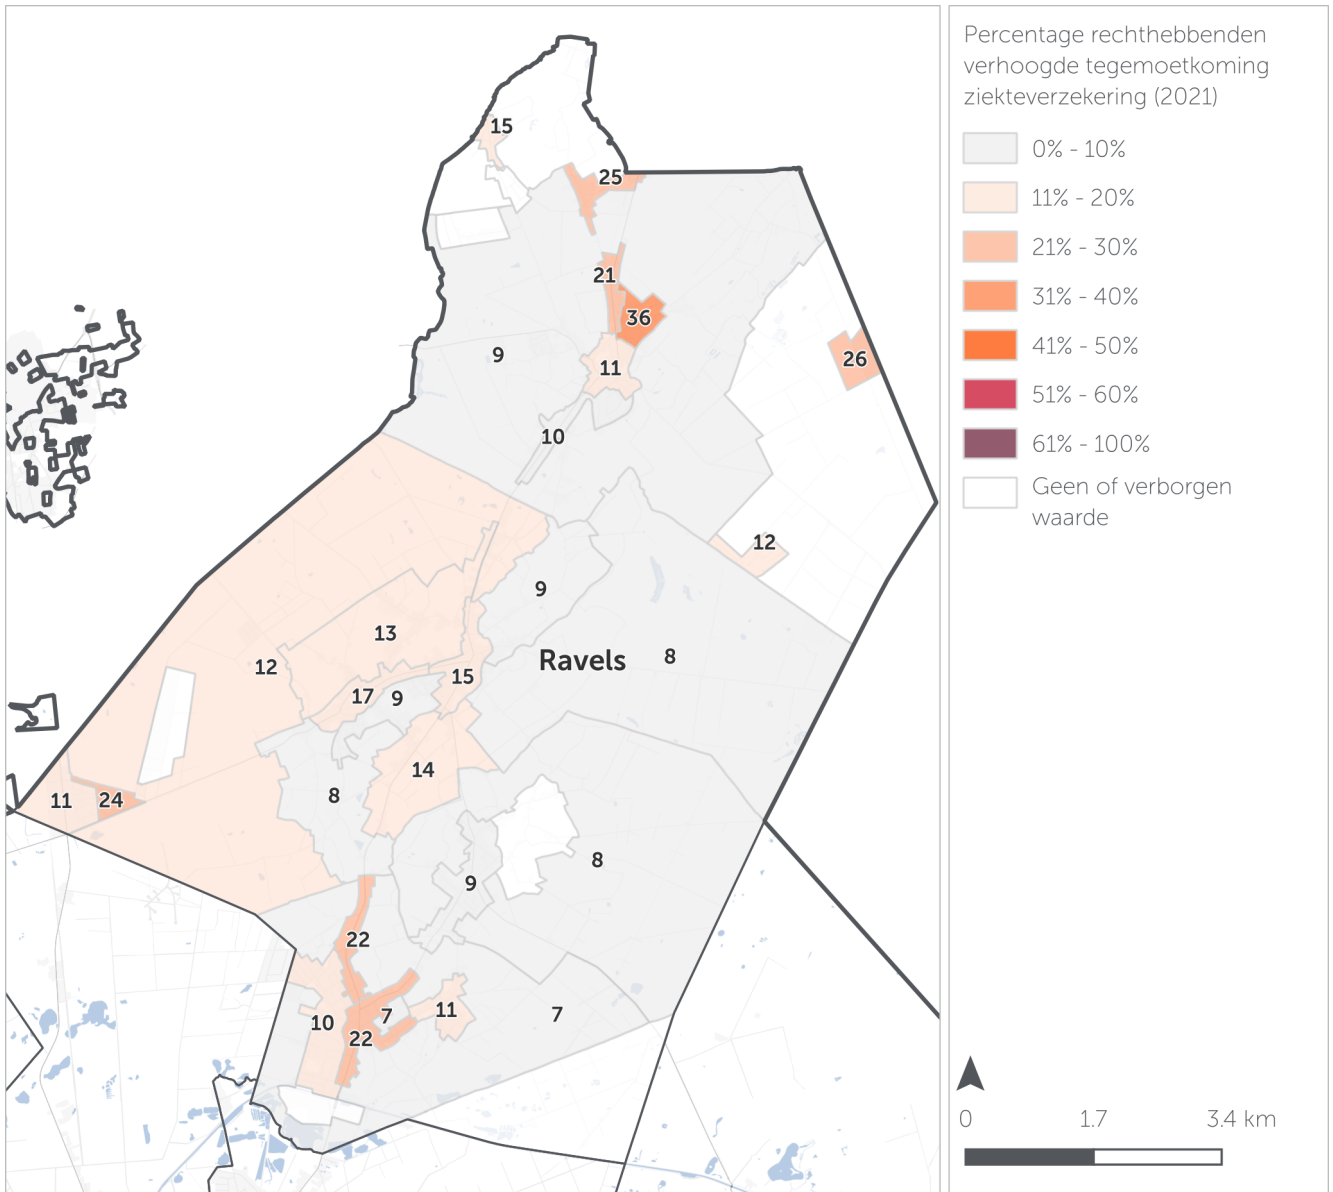 15
25
21
36
9
11
26
10
12
9
13
8
Ravels
12
15
17
9
14
8
11
24
8
9
22
11
7
7
10
22
Percentage rechthebbenden
verhoogde tegemoetkoming
ziekteverzekering (2021)
0% - 10%
11% - 20%
21% - 30%
31% - 40%
41% - 50%
51% - 60%
61% - 100%
Geen of verborgen
waarde
0 1.7 3.4 km